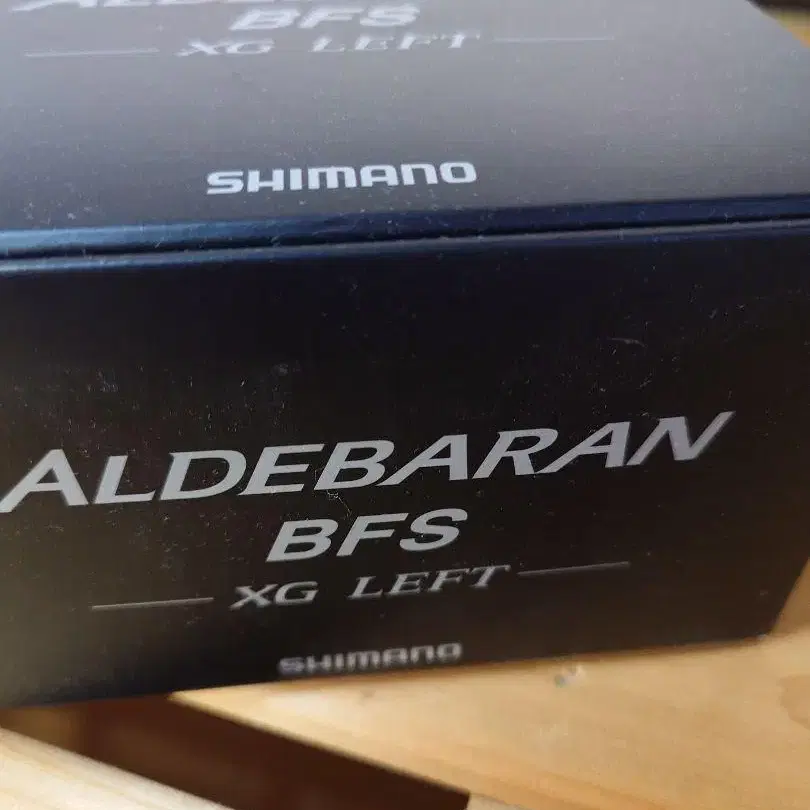 BFS
XG LEFT
SHIMANO
ALDEBARAN
BFS
XG LEFT
SHIMANO